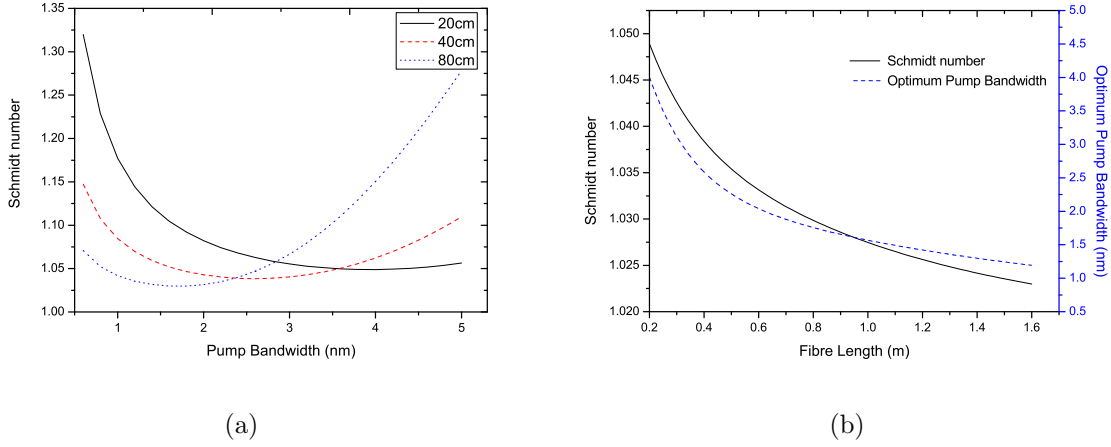 1.35
1.30
1.25
1.20
1.15
1.10
1.05
1.00
Schmidt number
1 2 3 4 5
Pump Bandwidth (nm)
20cm
40cm
80cm
(a)
1.050
1.045
1.040
1.035
1.030
1.025
1.020
Schmidt number
0.2 0.4 0.6 0.8 1.0 1.2 1.4 1.6
Fibre Length (m)
Schmidt number
Optimum Pump Bandwidth
5.0
4.5
4.0
3.5
3.0
2.5
2.0
1.5
1.0
0.5
Optimum Pump Bandwidth (nm)
(b)